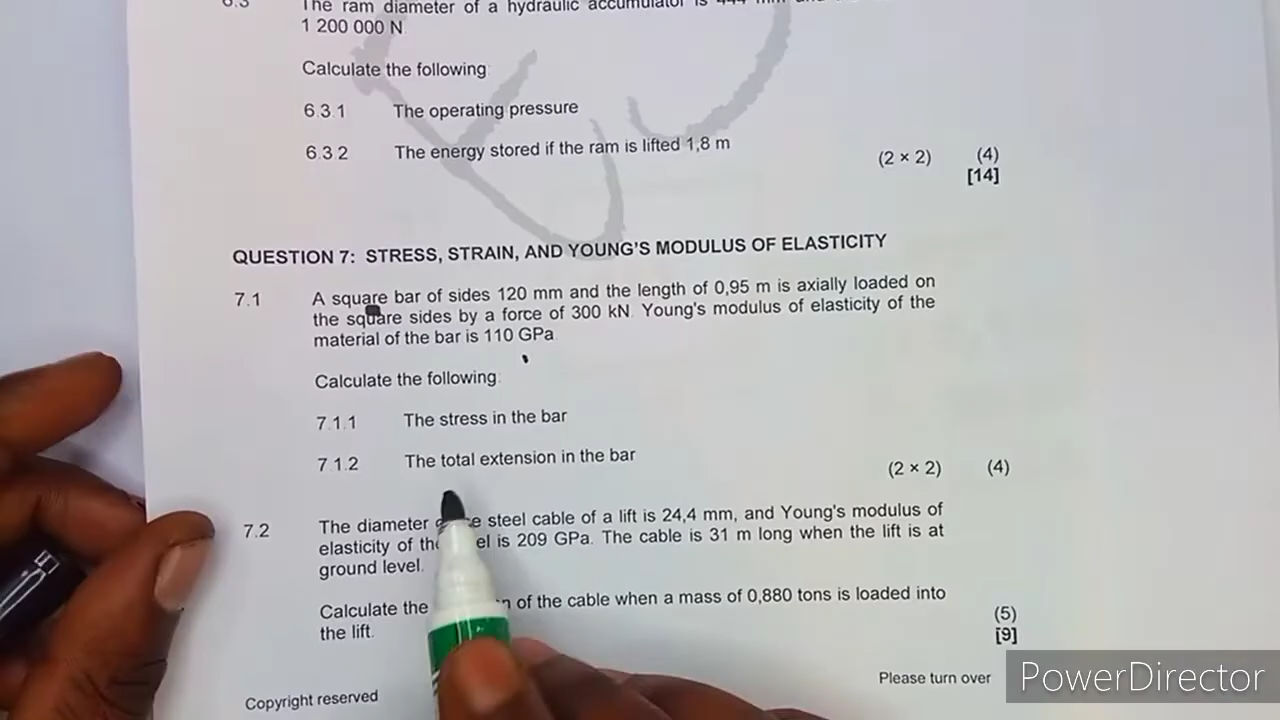 6.3 The ram diameter of a hydraulic accumulator is 444 mm and
1 200 000 N.
Calculate the following:
6.3.1 The operating pressure
6.3.2 The energy stored if the ram is lifted 1,8 m
(2 × 2) (4)
[14]
QUESTION 7: STRESS, STRAIN, AND YOUNG'S MODULUS OF ELASTICITY
7.1 A square bar of sides 120 mm and the length of 0,95 m is axially loaded on
the square sides by a force of 300 kN. Young's modulus of elasticity of the
material of the bar is 110 GPa.
Calculate the following:
7.1.1 The stress in the bar
7.1.2 The total extension in the bar
(2 × 2) (4)
7.2 The diameter steel cable of a lift is 24,4 mm, and Young's modulus of
elasticity of is 209 GPa. The cable is 31 m long when the lift is at
ground level.
Calculate the of the cable when a mass of 0,880 tons is loaded into
the lift.
(5)
[9]
Please turn over
Copyright reserved
PowerDirector